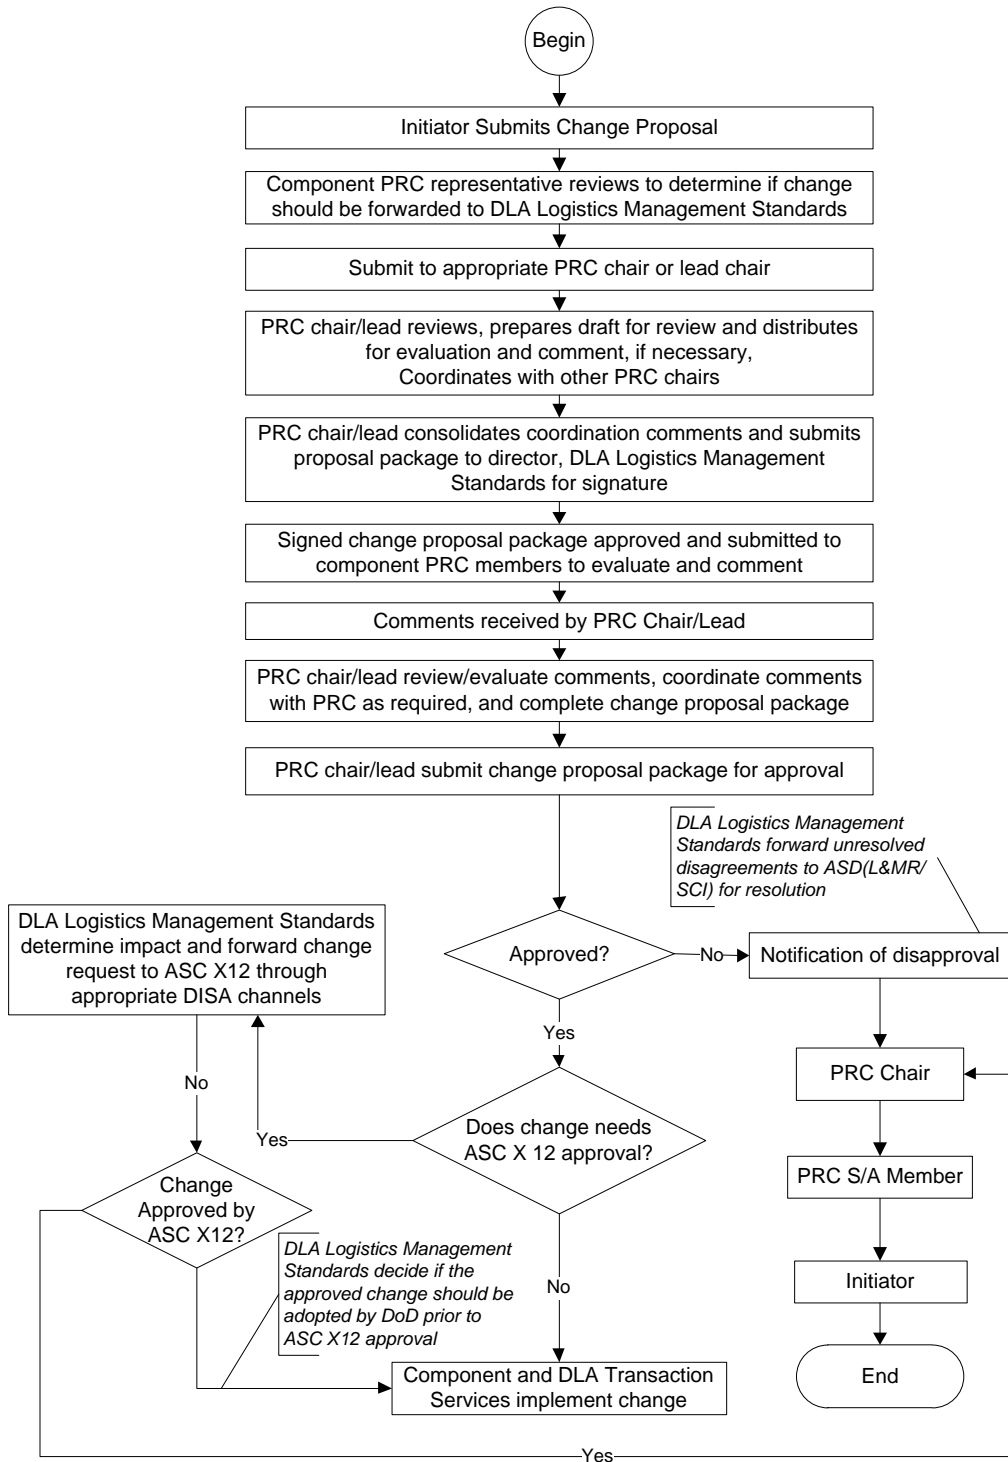 Begin
Initiator Submits Change Proposal
Component PRC representative reviews to determine if change
should be forwarded to DLA Logistics Management Standards
Submit to appropriate PRC chair or lead chair
PRC chair/lead reviews, prepares draft for review and distributes
for evaluation and comment, if necessary,
Coordinates with other PRC chairs
PRC chair/lead consolidates coordination comments and submits
proposal package to director, DLA Logistics Management
Standards for signature
Signed change proposal package approved and submitted to
component PRC members to evaluate and comment
Comments received by PRC Chair/Lead
PRC chair/lead review/evaluate comments, coordinate comments
with PRC as required, and complete change proposal package
PRC chair/lead submit change proposal package for approval
DLA Logistics Management
Standards forward unresolved
disagreements to ASD(L&MR/
SCI) for resolution
DLA Logistics Management Standards
determine impact and forward change
request to ASC X12 through
appropriate DISA channels
Approved?
No
Notification of disapproval
Yes
No
PRC Chair
Does change needs
ASC X 12 approval?
Yes
PRC S/A Member
Change
Approved by
ASC X12?
DLA Logistics Management
Standards decide if the
approved change should be
adopted by DoD prior to
ASC X12 approval
No
Initiator
Component and DLA Transaction
Services implement change
End
Yes